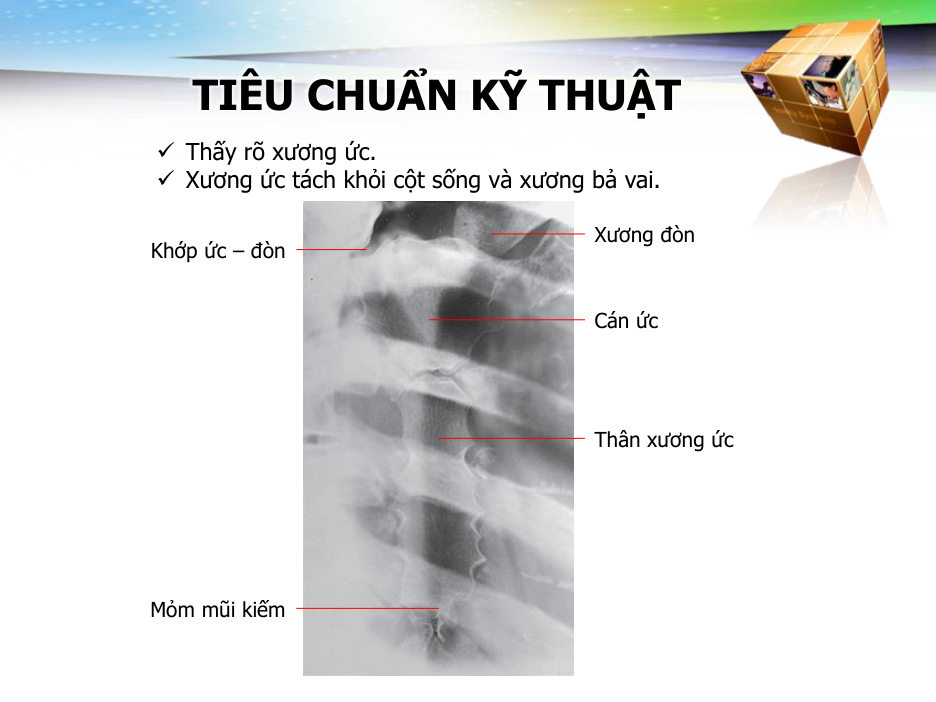 TIÊU CHUẨN KỸ THUẬT
✓ Thấy rõ xương ức.
✓ Xương ức tách khỏi cột sống và xương bả vai.
Khớp ức – đòn
Xương đòn
Cán ức
Thân xương ức
Mỏm mũi kiếm